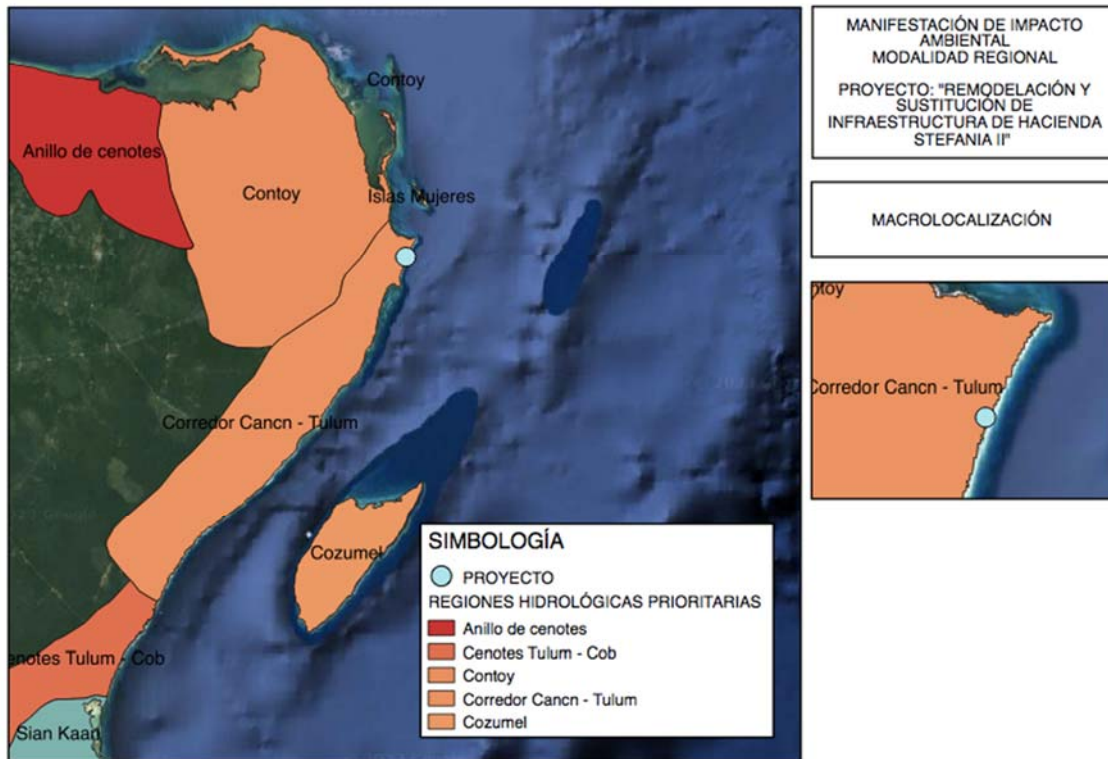 Contoy
Anillo de cenotes
Contoy
Islas Mujeres
Corredor Cancn - Tulum
Cozumel
enotes Tulum - Cob
Sian Kaan
SIMBOLOGÍA
PROYECTO
REGIONES HIDROLÓGICAS PRIORITARIAS
Anillo de cenotes
Cenotes Tulum - Cob
Contoy
Corredor Cancn - Tulum
Cozumel
MANIFESTACIÓN DE IMPACTO
AMBIENTAL
MODALIDAD REGIONAL
PROYECTO: "REMODELACIÓN Y
SUSTITUCIÓN DE
INFRAESTRUCTURA DE HACIENDA
STEFANIA II"
MACROLOCALIZACIÓN
ntoy
Corredor Cancn - Tulum